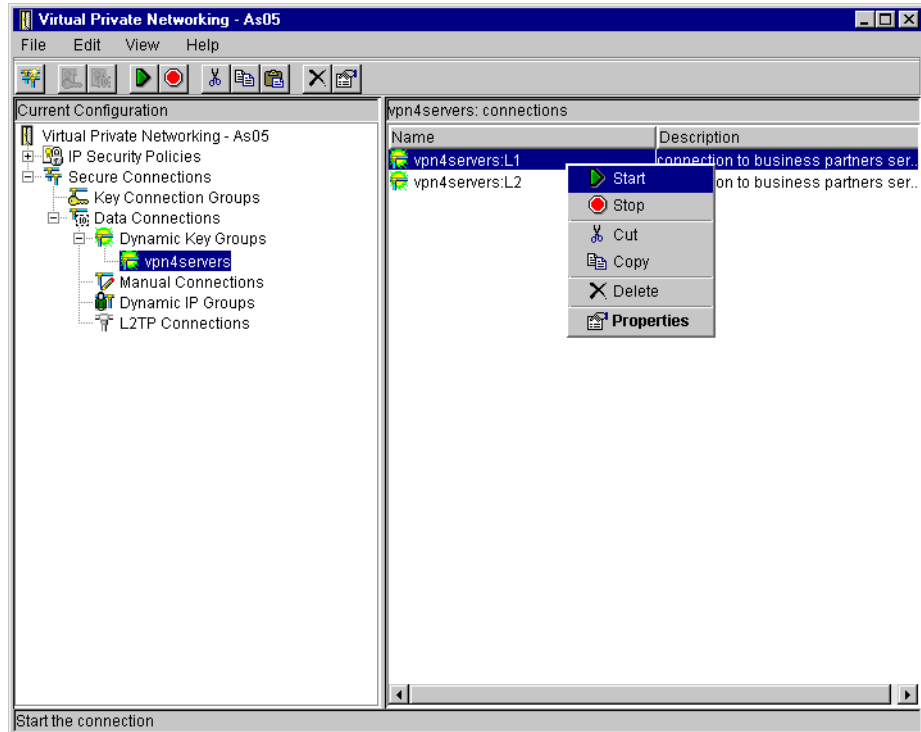 Virtual Private Networking - As05
File Edit View Help
Current Configuration
vpn4servers: connections
Virtual Private Networking - As05
IP Security Policies
Secure Connections
Key Connection Groups
Data Connections
Dynamic Key Groups
vpn4servers
Manual Connections
Dynamic IP Groups
L2TP Connections
Name Description
vpn4servers:L1 connection to business partners ser..
vpn4servers:L2 on to business partners ser..
Start
Stop
Cut
Copy
Delete
Properties
Start the connection